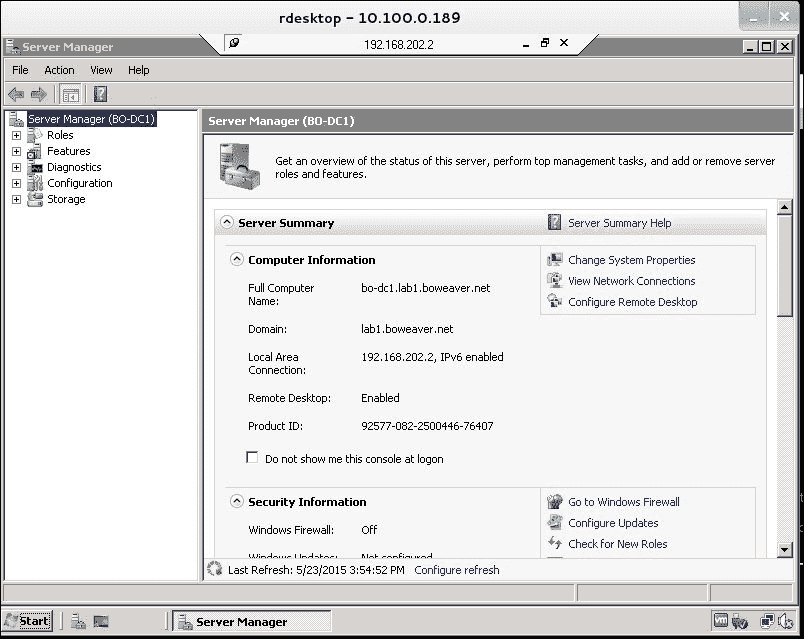 rdesktop - 10.100.0.189
Server Manager
192.168.202.2
File Action View Help
Server Manager (BO-DC1)
Roles
Features
Diagnostics
Configuration
Storage
Server Manager (BO-DC1)
Get an overview of the status of this server, perform top management tasks, and add or remove server
roles and features.
Server Summary
Server Summary Help
Computer Information
Full Computer
Name:
bo-dc1.lab1.boweaver.net
Domain:
lab1.boweaver.net
Local Area
Connection:
192.168.202.2, IPv6 enabled
Remote Desktop:
Enabled
Product ID:
92577-082-2500446-76407
Do not show me this console at logon
Change System Properties
View Network Connections
Configure Remote Desktop
Security Information
Windows Firewall:
Off
Windows Updates:
Not configured
Go to Windows Firewall
Configure Updates
Check for New Roles
Last Refresh: 5/23/2015 3:54:52 PM Configure refresh
Start
Server Manager